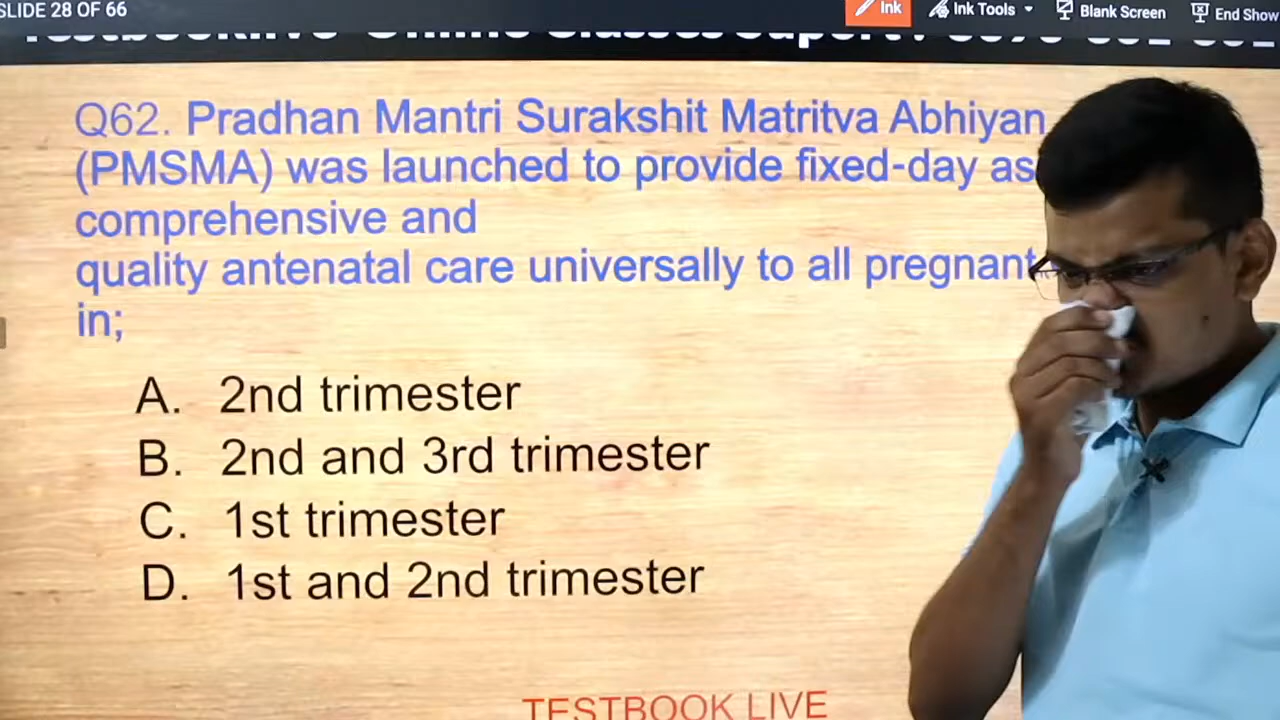 SLIDE 28 OF 66
Ink
Ink Tools
Blank Screen
End Show
Q62. Pradhan Mantri Surakshit Matritva Abhiyan
(PMSMA) was launched to provide fixed-day as
comprehensive and
quality antenatal care universally to all pregnant
in;
A. 2nd trimester
B. 2nd and 3rd trimester
C. 1st trimester
D. 1st and 2nd trimester
TESTBOOK LIVE